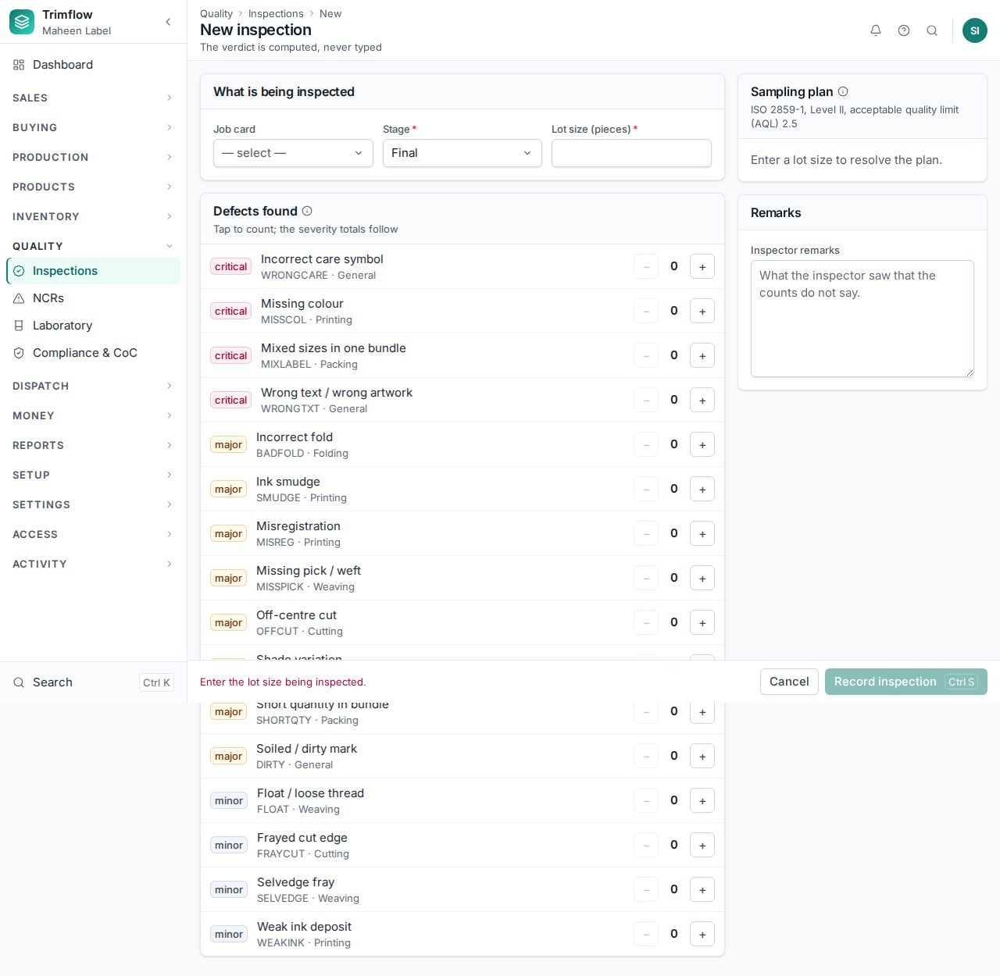 Trimflow
Maheen Label
Dashboard
SALES
BUYING
PRODUCTION
PRODUCTS
INVENTORY
QUALITY
Inspections
NCRs
Laboratory
Compliance & CoC
DISPATCH
MONEY
REPORTS
SETUP
SETTINGS
ACCESS
ACTIVITY
Search Ctrl K
Quality Inspections New
New inspection
The verdict is computed, never typed
SI
What is being inspected
Job card Stage * Lot size (pieces) *
— select — Final
Defects found
Tap to count; the severity totals follow
critical Incorrect care symbol − 0 +
WRONGCARE · General
critical Missing colour − 0 +
MISSCOL · Printing
critical Mixed sizes in one bundle − 0 +
MIXLABEL · Packing
critical Wrong text / wrong artwork − 0 +
WRONGTXT · General
major Incorrect fold − 0 +
BADFOLD · Folding
major Ink smudge − 0 +
SMUDGE · Printing
major Misregistration − 0 +
MISREG · Printing
major Missing pick / weft − 0 +
MISSPICK · Weaving
major Off-centre cut − 0 +
OFFCUT · Cutting
Shade variation
Enter the lot size being inspected. Cancel Record inspection Ctrl S
major Short quantity in bundle − 0 +
SHORTQTY · Packing
major Soiled / dirty mark − 0 +
DIRTY · General
minor Float / loose thread − 0 +
FLOAT · Weaving
minor Frayed cut edge − 0 +
FRAYCUT · Cutting
minor Selvedge fray − 0 +
SELVEDGE · Weaving
minor Weak ink deposit − 0 +
WEAKINK · Printing
Sampling plan
ISO 2859-1, Level II, acceptable quality limit
(AQL) 2.5
Enter a lot size to resolve the plan.
Remarks
Inspector remarks
What the inspector saw that the
counts do not say.